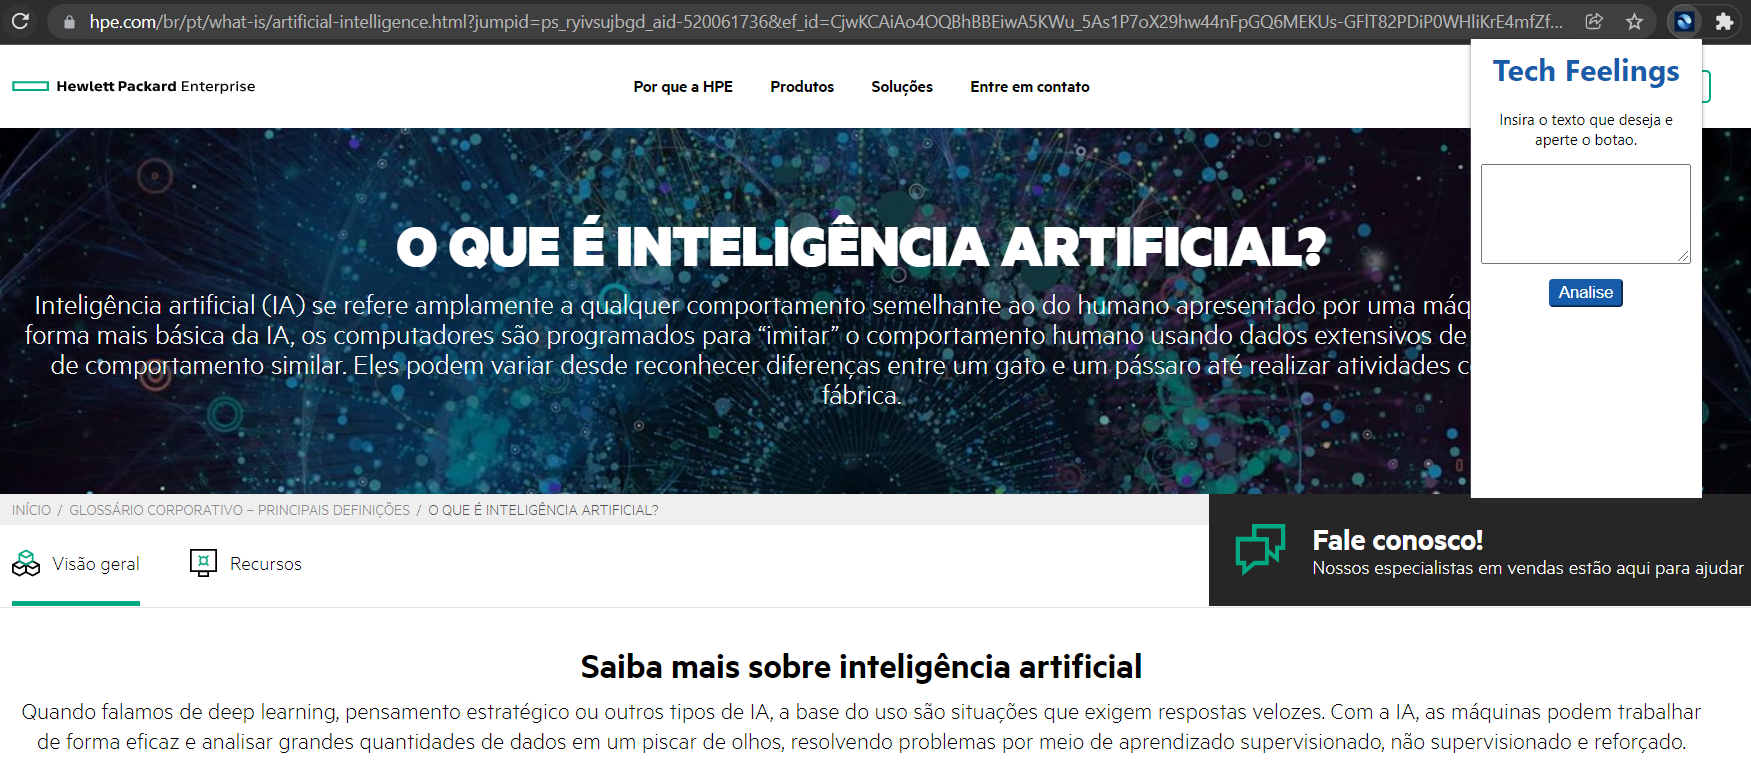 hpe.com/br/pt/what-is/artificial-intelligence.html?jumpid=ps_ryivsujbgd_aid-520061736&ef_id=CjwKCAiAo4OQBhBBEiwA5KWu_5As1P7oX29hw44nFpGQ6MEKUs-GFlT82PDiP0WHliKrE4mfZf...
Hewlett Packard Enterprise
Por que a HPE Produtos Soluções Entre em contato
Tech Feelings
Insira o texto que deseja e
aperte o botao.
Analise
O QUE É INTELIGÊNCIA ARTIFICIAL?
Inteligência artificial (IA) se refere amplamente a qualquer comportamento semelhante ao do humano apresentado por uma
forma mais básica da IA, os computadores são programados para “imitar” o comportamento humano usando dados extensivos de
de comportamento similar. Eles podem variar desde reconhecer diferenças entre um gato e um pássaro até realizar atividades
fábrica.
INÍCIO / GLOSSÁRIO CORPORATIVO – PRINCIPAIS DEFINIÇÕES / O QUE É INTELIGÊNCIA ARTIFICIAL?
Visão geral Recursos
Fale conosco!
Nossos especialistas em vendas estão aqui para ajudar
Saiba mais sobre inteligência artificial
Quando falamos de deep learning, pensamento estratégico ou outros tipos de IA, a base do uso são situações que exigem respostas velozes. Com a IA, as máquinas podem trabalhar
de forma eficaz e analisar grandes quantidades de dados em um piscar de olhos, resolvendo problemas por meio de aprendizado supervisionado, não supervisionado e reforçado.